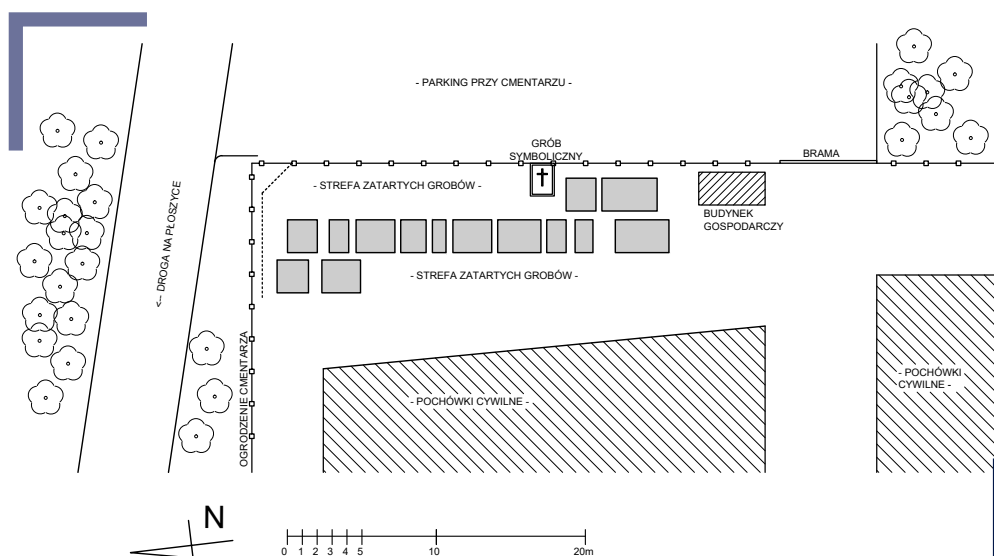 - PARKING PRZY CMENTARZU -
GRÓB
SYMBOLICZNY
BRAMA
- STREFA ZATARTYCH GROBÓW -
BUDYNEK
GOSPODARCZY
<-- DROGA NA PŁOSZYCE
- STREFA ZATARTYCH GROBÓW -
OGRODZENIE CMENTARZA
- POCHÓWKI
CYWILNE -
- POCHÓWKI CYWILNE -
N
0 1 2 3 4 5 10 20m